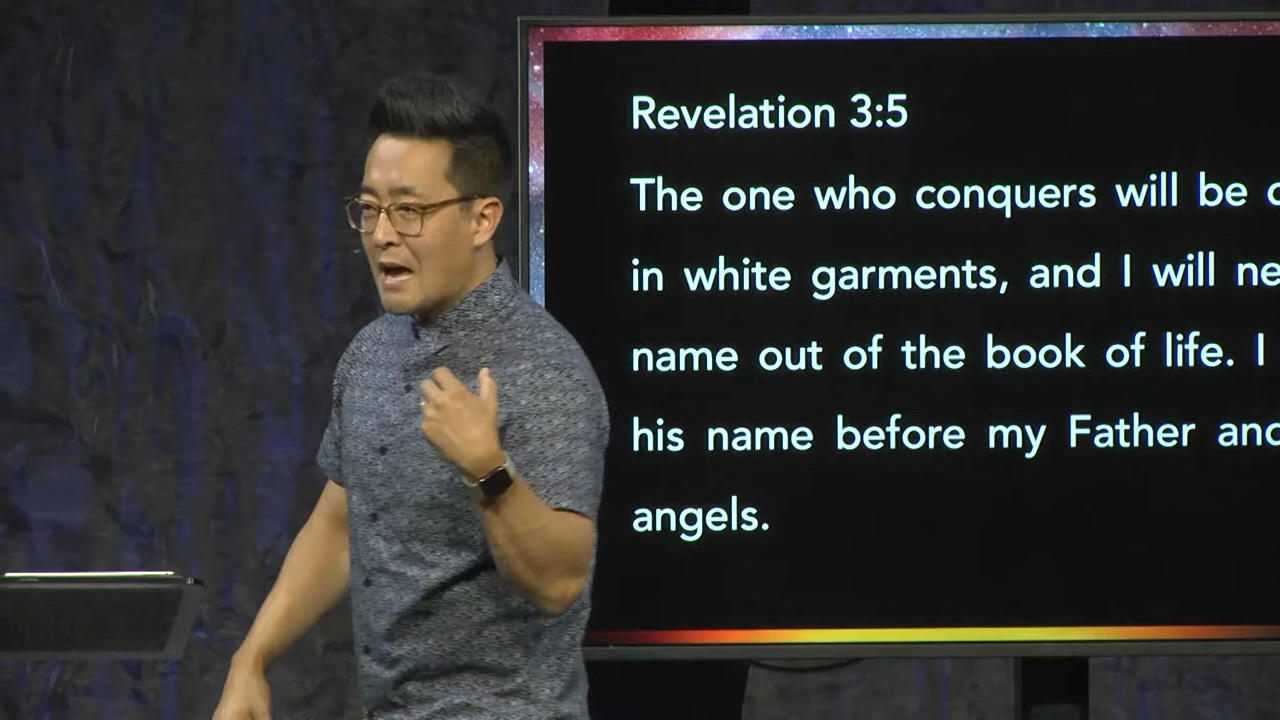 Revelation 3:5
The one who conquers will be
in white garments, and I will
name out of the book of life. I
his name before my Father and
angels.